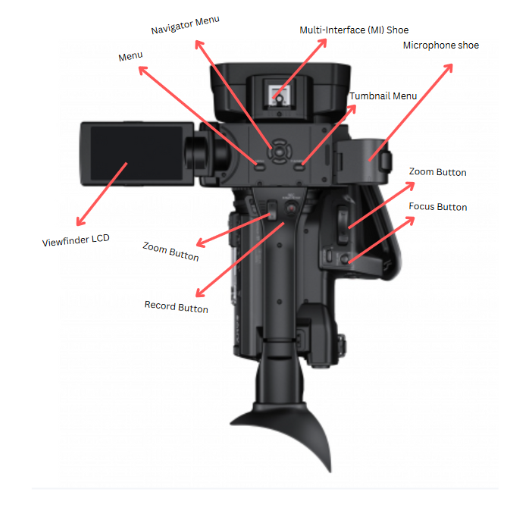 Navigator Menu
Multi-Interface (MI) Shoe
Microphone shoe
Menu
Tumbnail Menu
Zoom Button
Focus Button
Viewfinder LCD
Zoom Button
Record Button